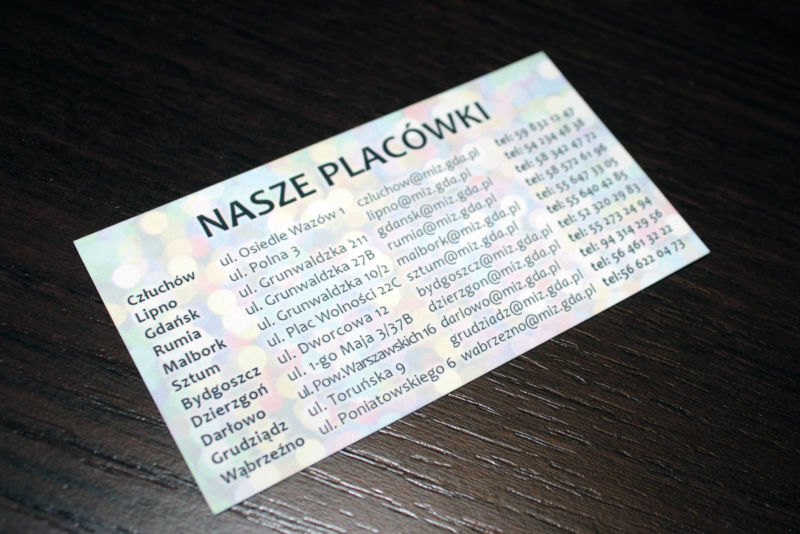 NASZE PLACÓWKI
Człuchów ul. Osiedle Wazów 1 czluchow@miz.gda.pl tel: 59 832 12 47
Lipno ul. Polna 3 lipno@miz.gda.pl tel: 54 234 48 38
Gdańsk ul. Grunwaldzka 211 gdansk@miz.gda.pl tel: 58 342 47 72
Rumia ul. Grunwaldzka 27B rumia@miz.gda.pl tel: 58 572 61 96
Malbork ul. Grunwaldzka 10/2 malbork@miz.gda.pl tel: 55 647 33 05
Sztum ul. Plac Wolności 22C sztum@miz.gda.pl tel: 55 640 42 85
Bydgoszcz ul. Dworcowa 12 bydgoszcz@miz.gda.pl tel: 52 320 29 83
Dzierzgoń ul. 1-go Maja 3/37B dzierzgon@miz.gda.pl tel: 55 273 24 94
Darłowo ul. Pow.Warszawskich 16 darlowo@miz.gda.pl tel: 94 314 29 56
Grudziądz ul. Toruńska 9 grudziadz@miz.gda.pl tel: 56 461 32 22
Wąbrzeźno ul. Poniatowskiego 6 wabrzezno@miz.gda.pl tel:56 622 04 73